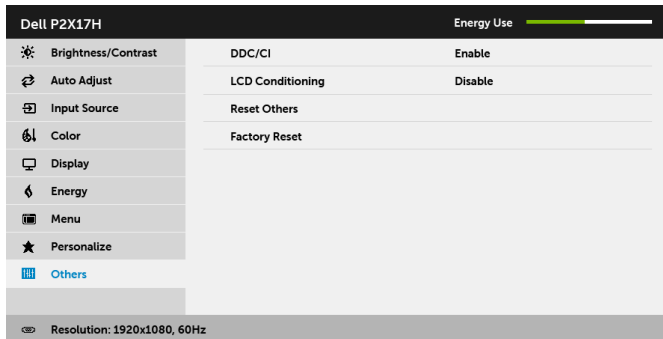 Dell P2X17H Energy Use
Brightness/Contrast DDC/CI Enable
Auto Adjust LCD Conditioning Disable
Input Source Reset Others
Color Factory Reset
Display
Energy
Menu
Personalize
Others
Resolution: 1920x1080, 60Hz